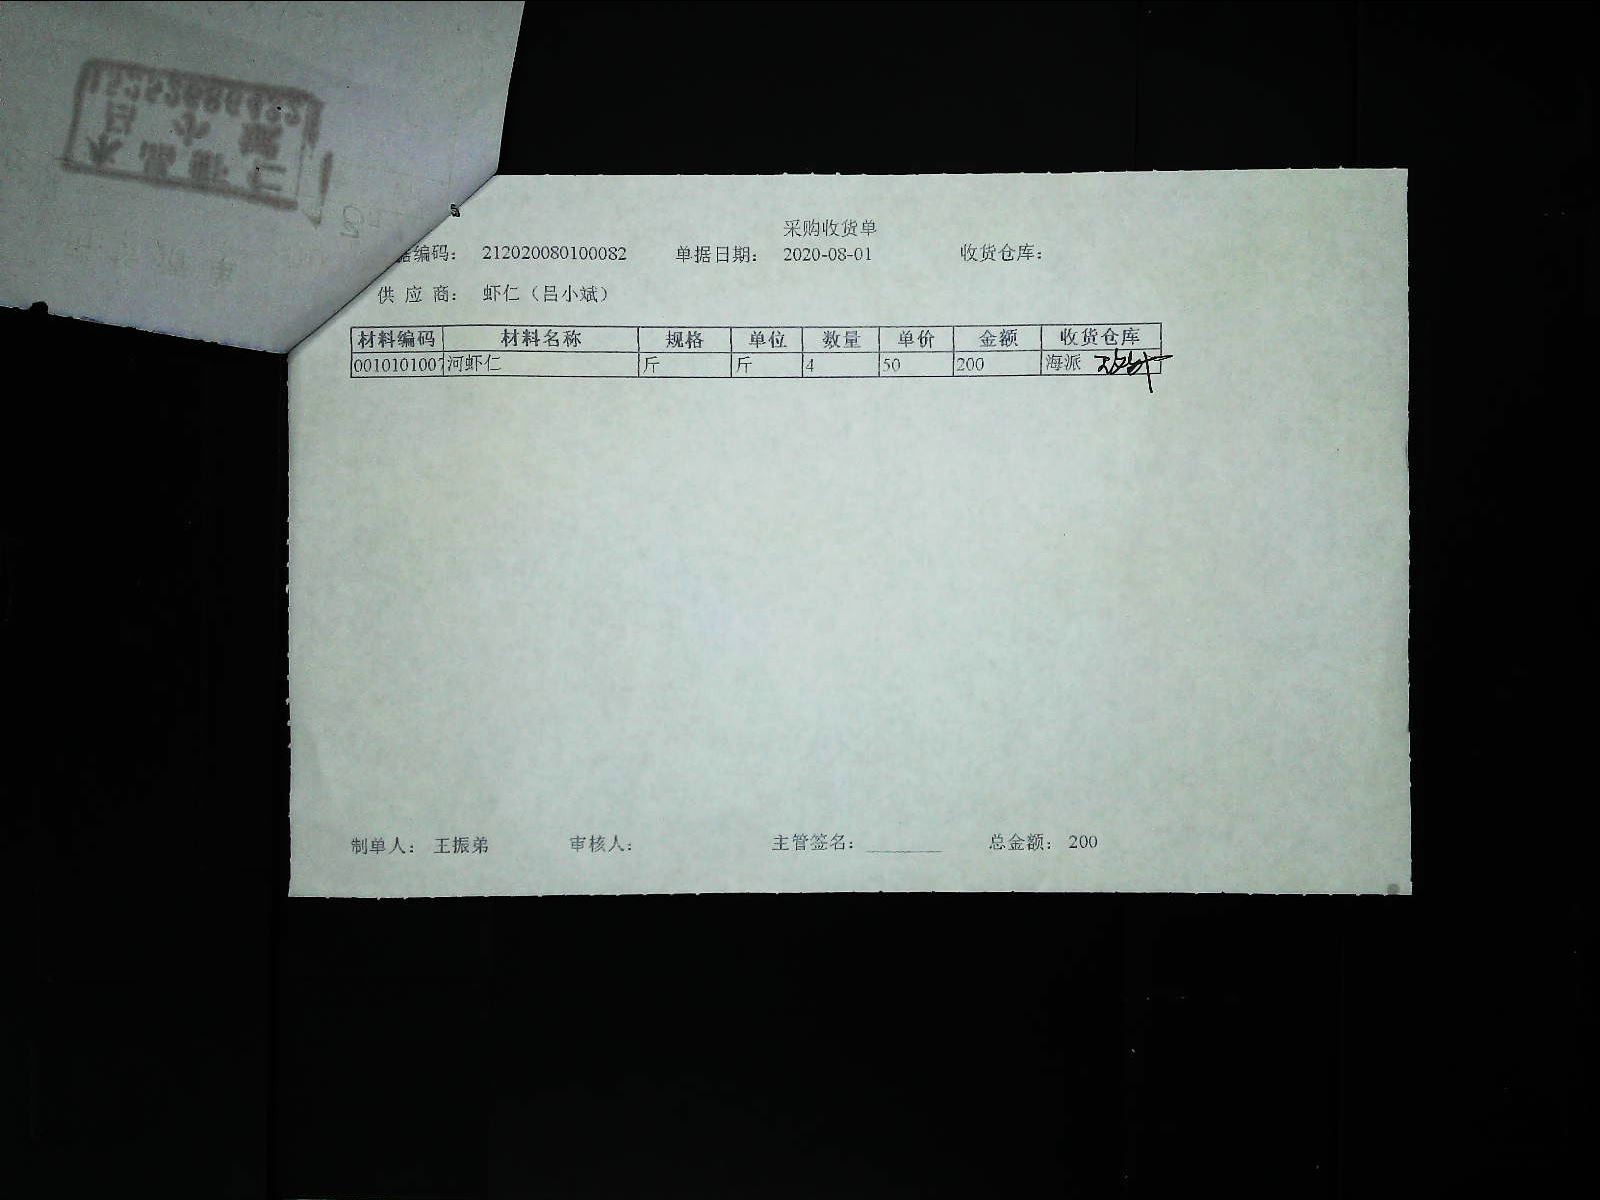 采购收货单
据编码： 212020080100082 单据日期： 2020-08-01 收货仓库：
供 应 商： 虾仁（吕小斌）
材料编码 材料名称 规格 单位 数量 单价 金额 收货仓库
0010101007 河虾仁 斤 斤 4 50 200 海派
制单人： 王振弟 审核人： 主管签名： ________ 总金额： 200